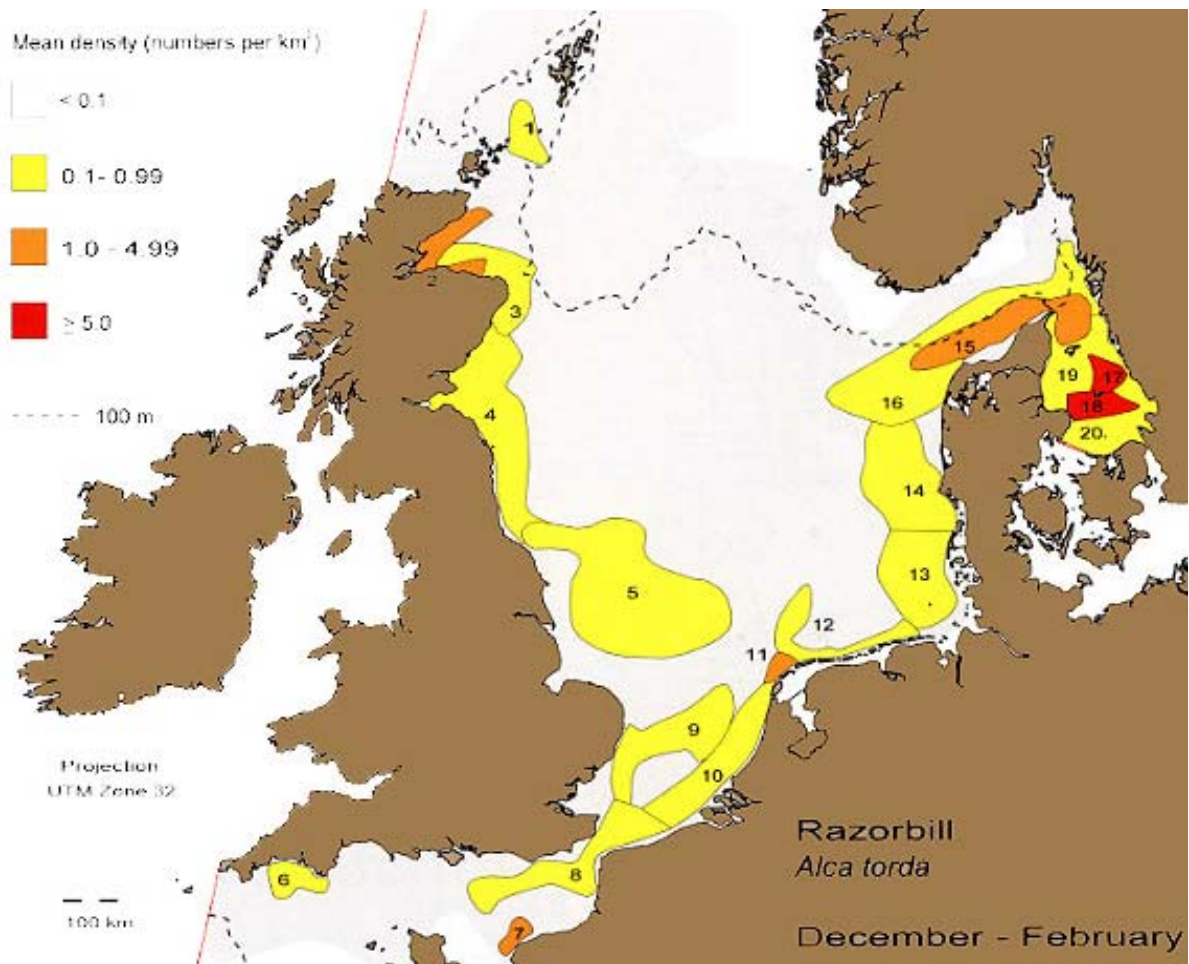 Mean density (numbers per km²)
< 0.1
0.1- 0.99
1.0 - 4.99
≥ 5.0
100 m
1
2
3
4
5
6
7
8
9
10
11
12
13
14
15
16
17
18
19
20.
Projection
UTM Zone 32
100 km
Razorbill
Alca torda
December - February